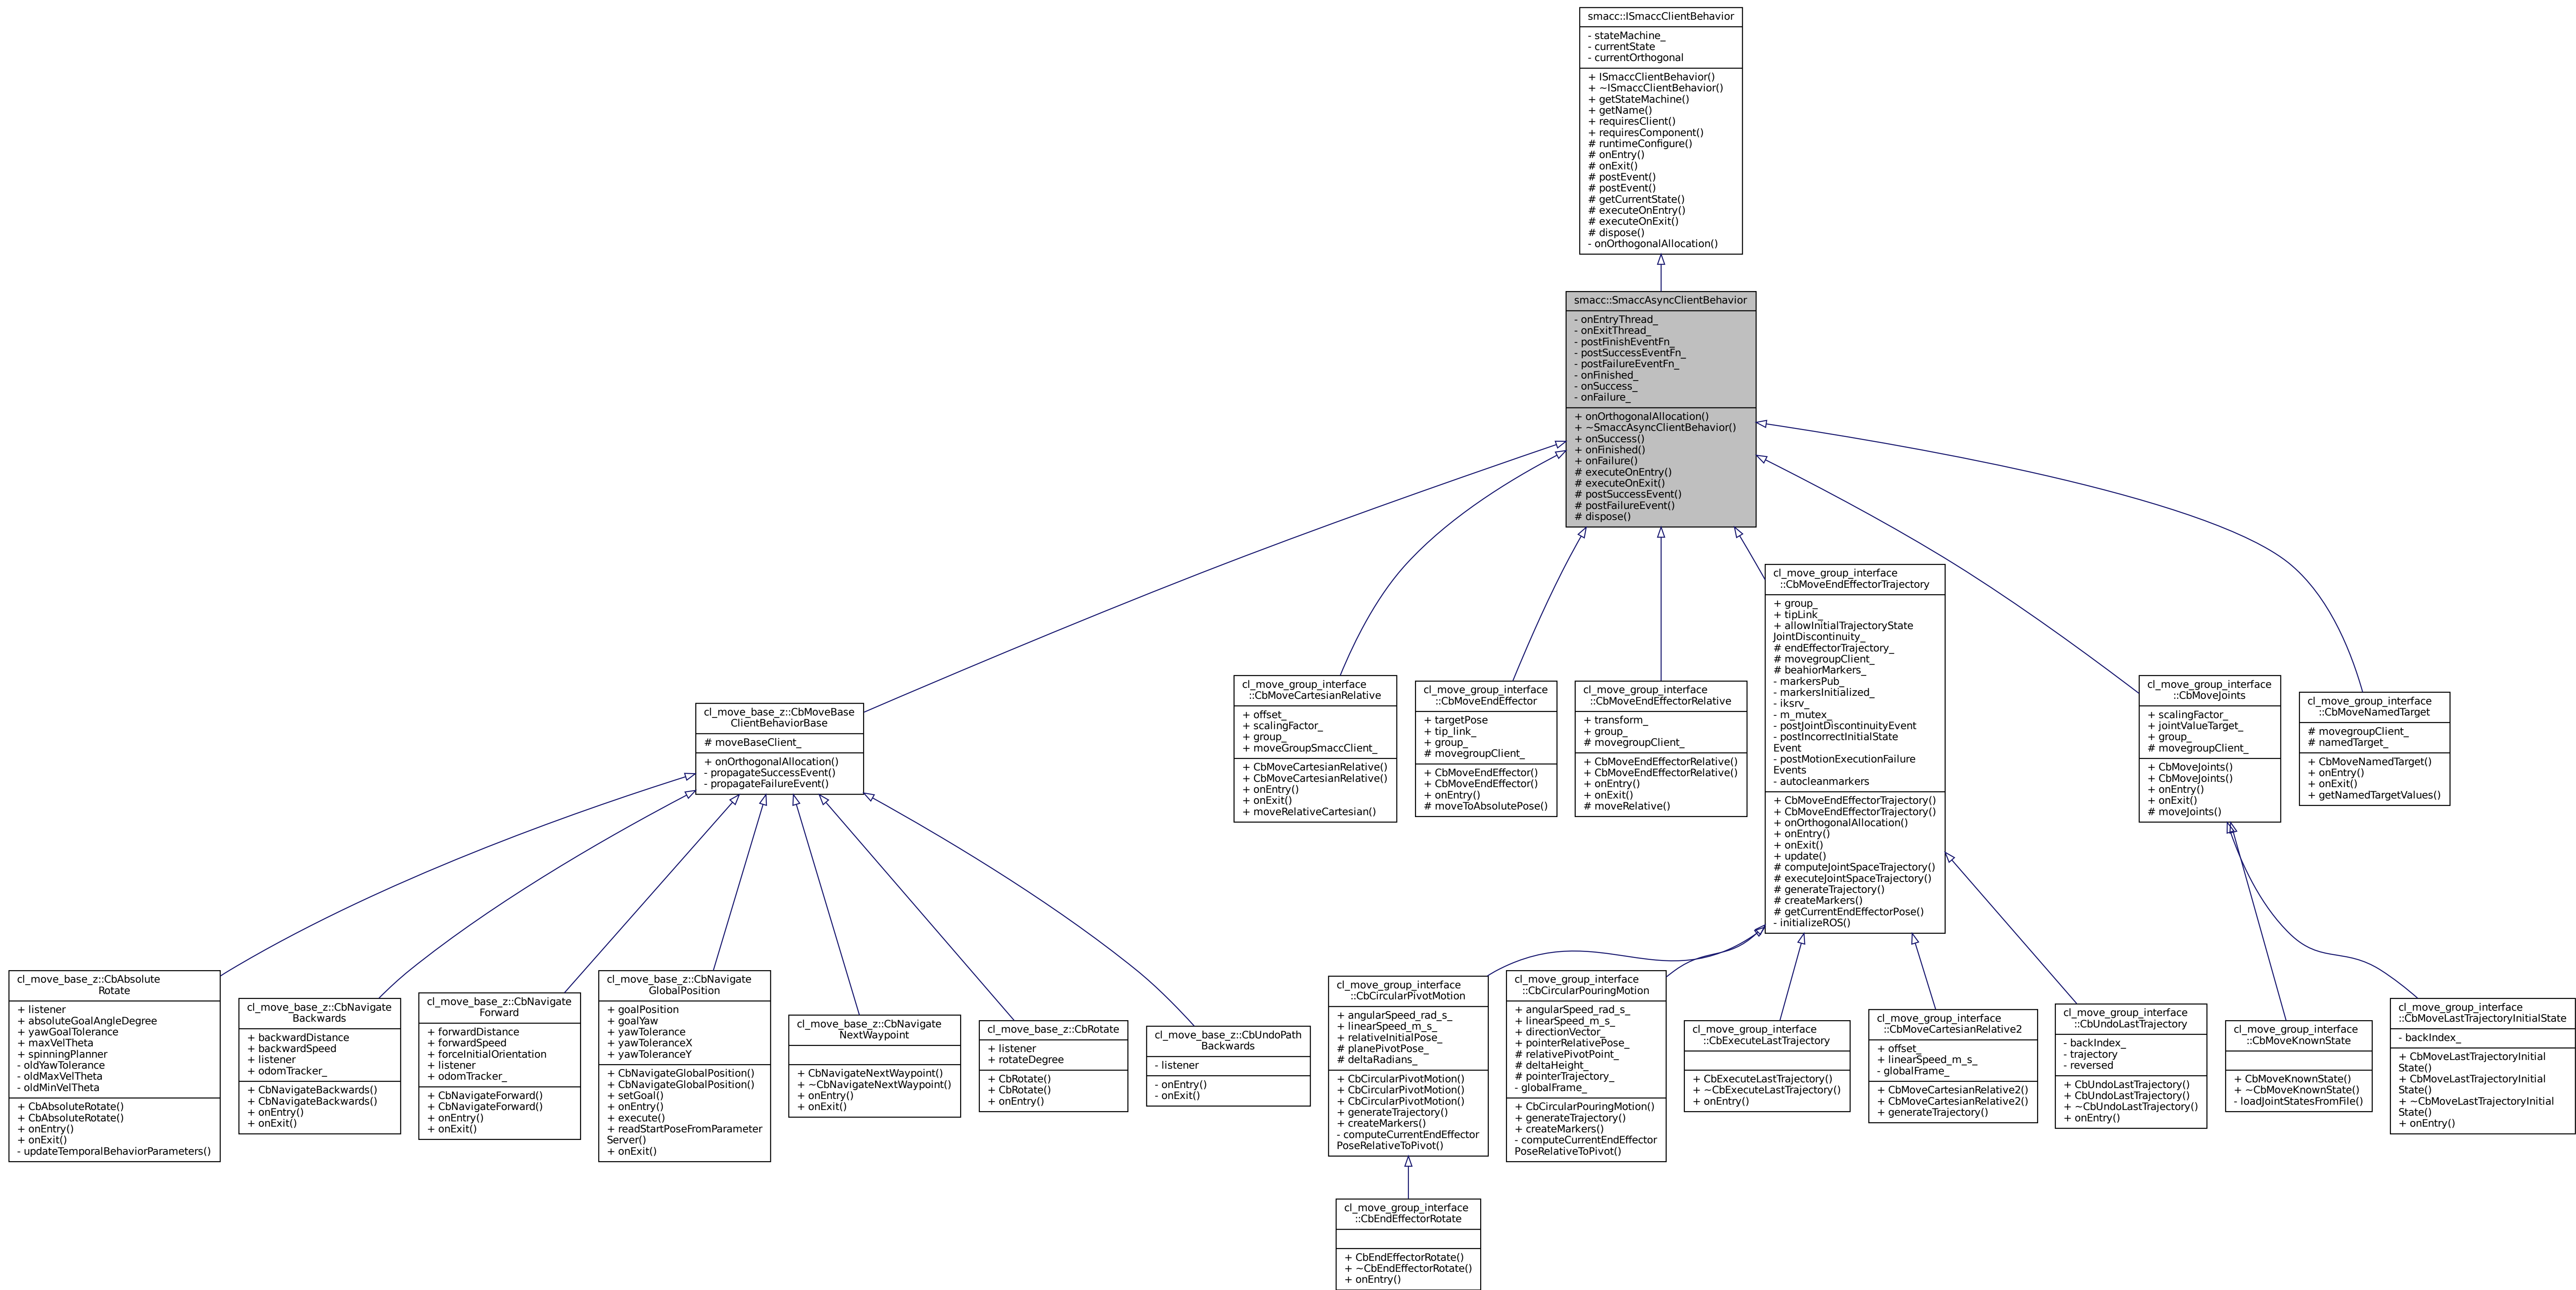 smacc::ISmaccClientBehavior
- stateMachine_
- currentState
- currentOrthogonal
+ ISmaccClientBehavior()
+ ~ISmaccClientBehavior()
+ getStateMachine()
+ getName()
+ requiresClient()
+ requiresComponent()
# runtimeConfigure()
# onEntry()
# onExit()
# postEvent()
# postEvent()
# getCurrentState()
# executeOnEntry()
# executeOnExit()
# dispose()
- onOrthogonalAllocation()
smacc::SmaccAsyncClientBehavior
- onEntryThread_
- onExitThread_
- postFinishEventFn_
- postSuccessEventFn_
- postFailureEventFn_
- onFinished_
- onSuccess_
- onFailure_
+ onOrthogonalAllocation()
+ ~SmaccAsyncClientBehavior()
+ onSuccess()
+ onFinished()
+ onFailure()
# executeOnEntry()
# executeOnExit()
# postSuccessEvent()
# postFailureEvent()
# dispose()
cl_move_base_z::CbMoveBase
ClientBehaviorBase
# moveBaseClient_
+ onOrthogonalAllocation()
- propagateSuccessEvent()
- propagateFailureEvent()
cl_move_group_interface
::CbMoveCartesianRelative
+ offset_
+ scalingFactor_
+ group_
+ moveGroupSmaccClient_
+ CbMoveCartesianRelative()
+ CbMoveCartesianRelative()
+ onEntry()
+ onExit()
+ moveRelativeCartesian()
cl_move_group_interface
::CbMoveEndEffector
+ targetPose
+ tip_link_
+ group_
# movegroupClient_
+ CbMoveEndEffector()
+ CbMoveEndEffector()
+ onEntry()
# moveToAbsolutePose()
cl_move_group_interface
::CbMoveEndEffectorRelative
+ transform_
+ group_
# movegroupClient_
+ CbMoveEndEffectorRelative()
+ CbMoveEndEffectorRelative()
+ onEntry()
+ onExit()
# moveRelative()
cl_move_group_interface
::CbMoveEndEffectorTrajectory
+ group_
+ tipLink_
+ allowInitialTrajectoryState
JointDiscontinuity_
# endEffectorTrajectory_
# movegroupClient_
# beahiorMarkers_
- markersPub_
- markersInitialized_
- iksrv_
- m_mutex_
- postJointDiscontinuityEvent
- postIncorrectInitialState
Event
- postMotionExecutionFailure
Events
- autocleanmarkers
+ CbMoveEndEffectorTrajectory()
+ CbMoveEndEffectorTrajectory()
+ onOrthogonalAllocation()
+ onEntry()
+ onExit()
+ update()
# computeJointSpaceTrajectory()
# executeJointSpaceTrajectory()
# generateTrajectory()
# createMarkers()
# getCurrentEndEffectorPose()
- initializeROS()
cl_move_group_interface
::CbMoveJoints
+ scalingFactor_
+ jointValueTarget_
+ group_
# movegroupClient_
+ CbMoveJoints()
+ CbMoveJoints()
+ onEntry()
+ onExit()
# moveJoints()
cl_move_group_interface
::CbMoveNamedTarget
# movegroupClient_
# namedTarget_
+ CbMoveNamedTarget()
+ onEntry()
+ onExit()
+ getNamedTargetValues()
cl_move_base_z::CbAbsolute
Rotate
+ listener
+ absoluteGoalAngleDegree
+ yawGoalTolerance
+ maxVelTheta
+ spinningPlanner
- oldYawTolerance
- oldMaxVelTheta
- oldMinVelTheta
+ CbAbsoluteRotate()
+ CbAbsoluteRotate()
+ onEntry()
+ onExit()
- updateTemporalBehaviorParameters()
cl_move_base_z::CbNavigate
Backwards
+ backwardDistance
+ backwardSpeed
+ listener
+ odomTracker_
+ CbNavigateBackwards()
+ CbNavigateBackwards()
+ onEntry()
+ onExit()
cl_move_base_z::CbNavigate
Forward
+ forwardDistance
+ forwardSpeed
+ forceInitialOrientation
+ listener
+ odomTracker_
+ CbNavigateForward()
+ CbNavigateForward()
+ onEntry()
+ onExit()
cl_move_base_z::CbNavigate
GlobalPosition
+ goalPosition
+ goalYaw
+ yawTolerance
+ yawToleranceX
+ yawToleranceY
+ CbNavigateGlobalPosition()
+ CbNavigateGlobalPosition()
+ setGoal()
+ onEntry()
+ execute()
+ readStartPoseFromParameter
Server()
+ onExit()
cl_move_base_z::CbNavigate
NextWaypoint
+ CbNavigateNextWaypoint()
+ ~CbNavigateNextWaypoint()
+ onEntry()
+ onExit()
cl_move_base_z::CbRotate
+ listener
+ rotateDegree
+ CbRotate()
+ CbRotate()
+ onEntry()
cl_move_base_z::CbUndoPath
Backwards
- listener
- onEntry()
- onExit()
cl_move_group_interface
::CbCircularPivotMotion
+ angularSpeed_rad_s_
+ linearSpeed_m_s_
+ relativeInitialPose_
# planePivotPose_
# deltaRadians_
+ CbCircularPivotMotion()
+ CbCircularPivotMotion()
+ CbCircularPivotMotion()
+ generateTrajectory()
+ createMarkers()
- computeCurrentEndEffector
PoseRelativeToPivot()
cl_move_group_interface
::CbCircularPouringMotion
+ angularSpeed_rad_s_
+ linearSpeed_m_s_
+ directionVector_
+ pointerRelativePose_
# relativePivotPoint_
# deltaHeight_
# pointerTrajectory_
- globalFrame_
+ CbCircularPouringMotion()
+ generateTrajectory()
+ createMarkers()
- computeCurrentEndEffector
PoseRelativeToPivot()
cl_move_group_interface
::CbExecuteLastTrajectory
+ CbExecuteLastTrajectory()
+ ~CbExecuteLastTrajectory()
+ onEntry()
cl_move_group_interface
::CbMoveCartesianRelative2
+ offset_
+ linearSpeed_m_s_
- globalFrame_
+ CbMoveCartesianRelative2()
+ CbMoveCartesianRelative2()
+ generateTrajectory()
cl_move_group_interface
::CbUndoLastTrajectory
- backIndex_
- trajectory
- reversed
+ CbUndoLastTrajectory()
+ CbUndoLastTrajectory()
+ ~CbUndoLastTrajectory()
+ onEntry()
cl_move_group_interface
::CbMoveKnownState
+ CbMoveKnownState()
+ ~CbMoveKnownState()
- loadJointStatesFromFile()
cl_move_group_interface
::CbMoveLastTrajectoryInitialState
- backIndex_
+ CbMoveLastTrajectoryInitial
State()
+ CbMoveLastTrajectoryInitial
State()
+ ~CbMoveLastTrajectoryInitial
State()
+ onEntry()
cl_move_group_interface
::CbEndEffectorRotate
+ CbEndEffectorRotate()
+ ~CbEndEffectorRotate()
+ onEntry()